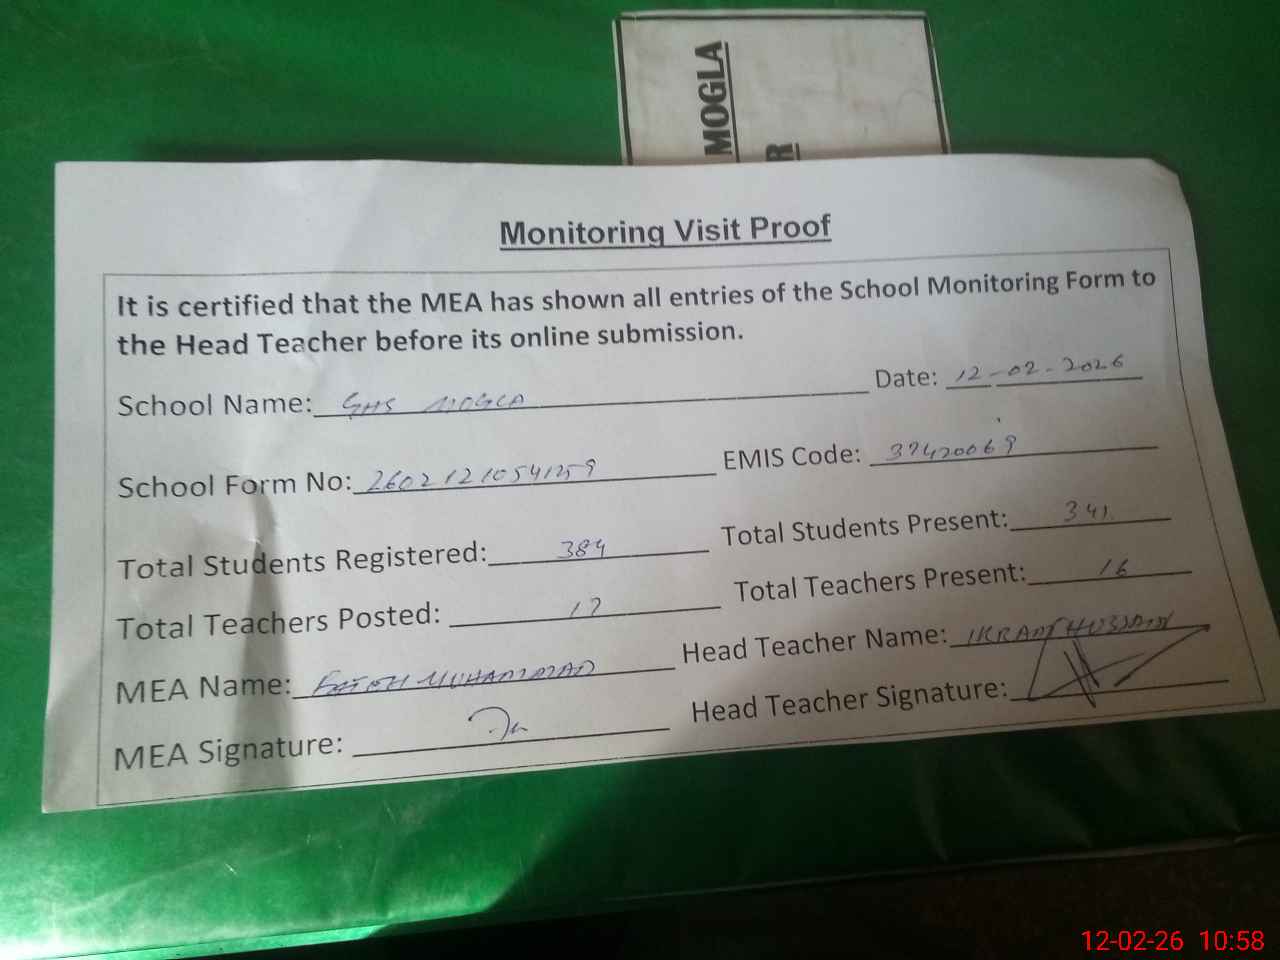 MOGLA
R
Monitoring Visit Proof
It is certified that the MEA has shown all entries of the School Monitoring Form to
the Head Teacher before its online submission.
School Name: GHS MOGLA Date: 12-02-2026
School Form No: 26021210541259 EMIS Code: 37420069
Total Students Registered: 384 Total Students Present: 341
Total Teachers Posted: 17 Total Teachers Present: 16
MEA Name: MUHAMMAD Head Teacher Name: IKRAM HUSSAIN
MEA Signature: Head Teacher Signature:
12-02-26 10:58